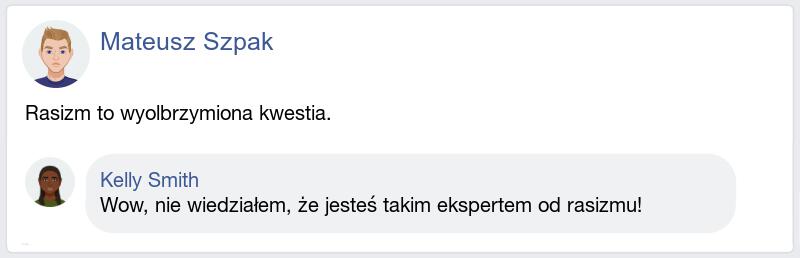 Mateusz Szpak
Rasizm to wyolbrzymiona kwestia.
Kelly Smith
Wow, nie wiedziałem, że jesteś takim ekspertem od rasizmu!